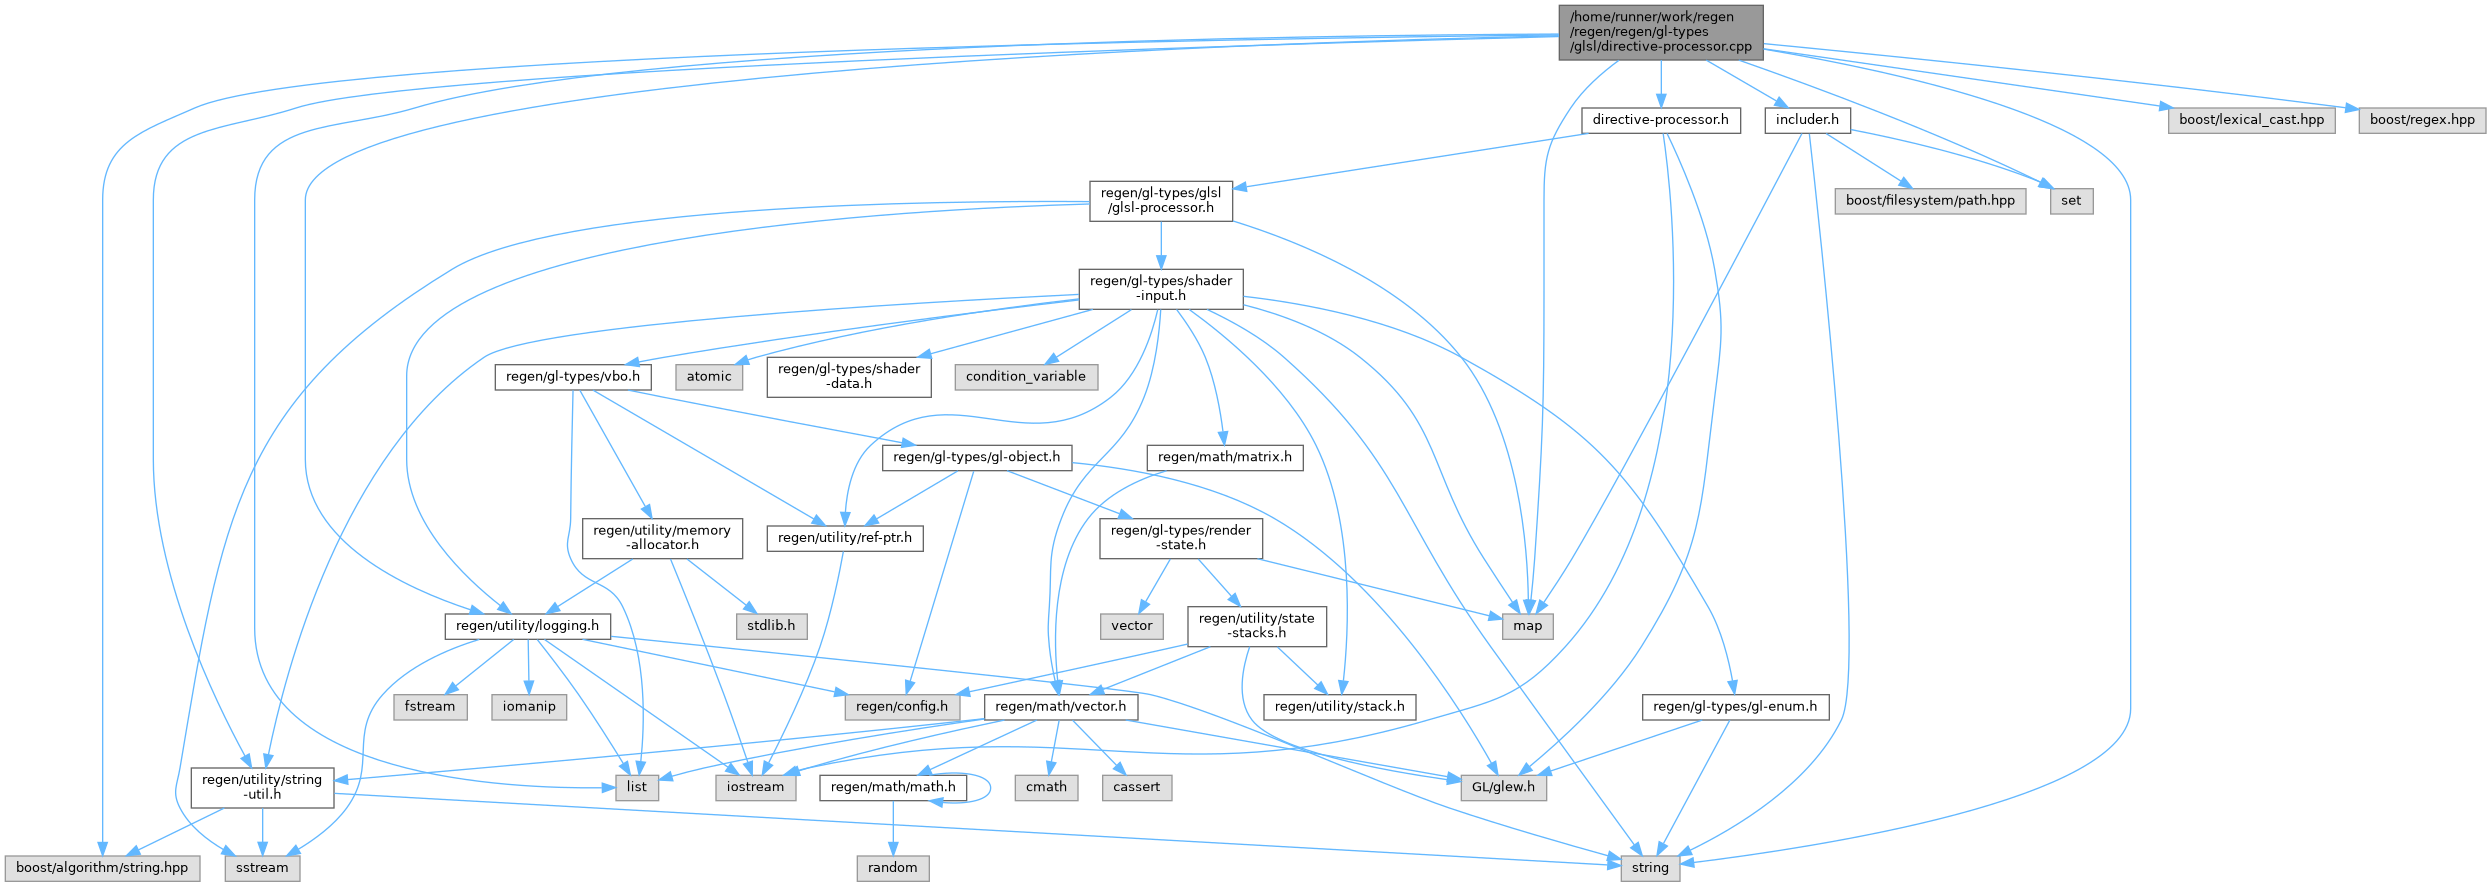 /home/runner/work/regen
/regen/regen/gl-types
/glsl/directive-processor.cpp
directive-processor.h
includer.h
boost/lexical_cast.hpp
boost/regex.hpp
regen/gl-types/glsl
/glsl-processor.h
boost/filesystem/path.hpp
set
regen/gl-types/shader
-input.h
regen/gl-types/vbo.h
atomic
regen/gl-types/shader
-data.h
condition_variable
regen/gl-types/gl-object.h
regen/math/matrix.h
regen/utility/memory
-allocator.h
regen/utility/ref-ptr.h
regen/gl-types/render
-state.h
regen/utility/logging.h
stdlib.h
vector
regen/utility/state
-stacks.h
map
fstream
iomanip
regen/config.h
regen/math/vector.h
regen/utility/stack.h
regen/gl-types/gl-enum.h
regen/utility/string
-util.h
list
iostream
regen/math/math.h
cmath
cassert
GL/glew.h
boost/algorithm/string.hpp
sstream
random
string